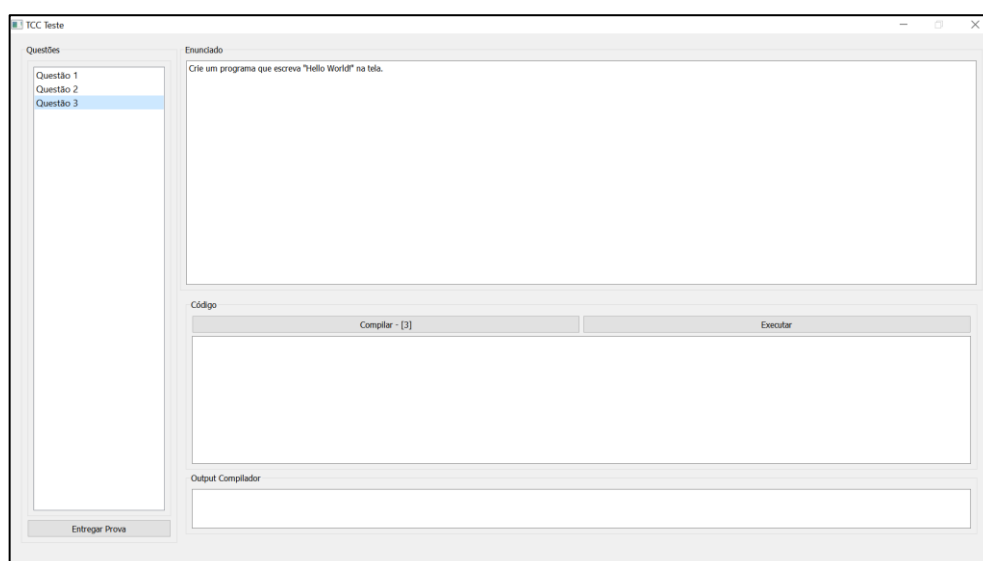 TCC Teste
Questões
Questão 1
Questão 2
Questão 3
Entregar Prova
Enunciado
Crie um programa que escreva "Hello World!" na tela.
Código
Compilar - [3]
Executar
Output Compilador